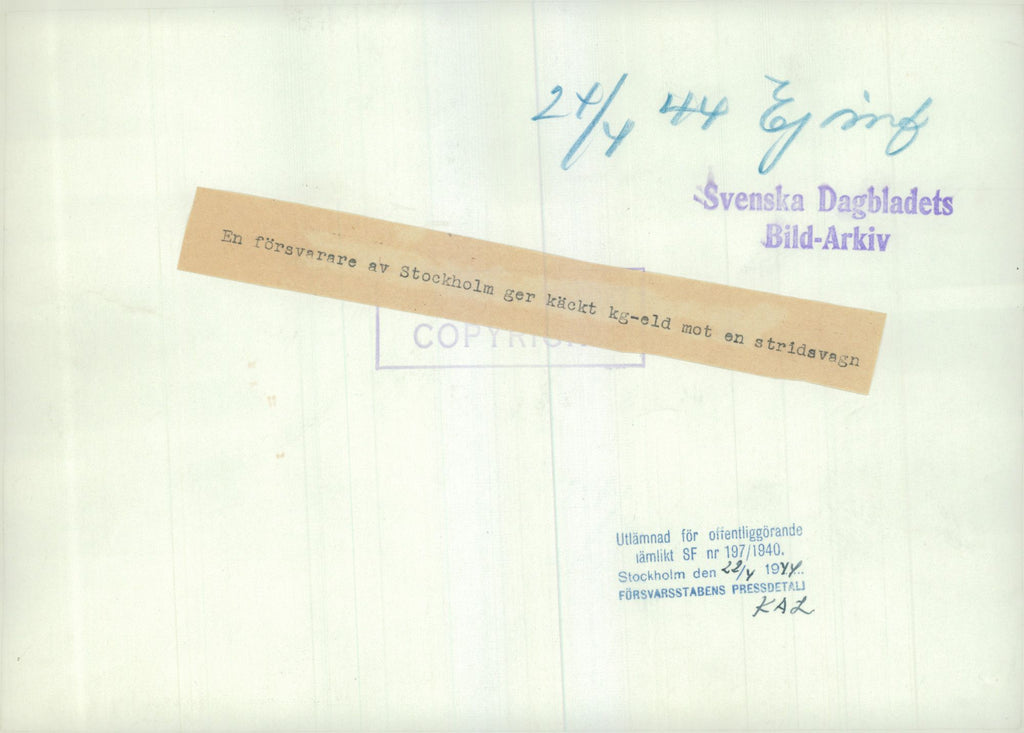 24/4 44 Ej inf
Svenska Dagbladets
Bild-Arkiv
En försvarare av Stockholm ger käckt kg-eld mot en stridsvagn
COPYRIG
Utlämnad för offentliggörande
jämlikt SF nr 197/1940.
Stockholm den 22/4 1944.
FÖRSVARSSTABENS PRESSDETALJ
KAL